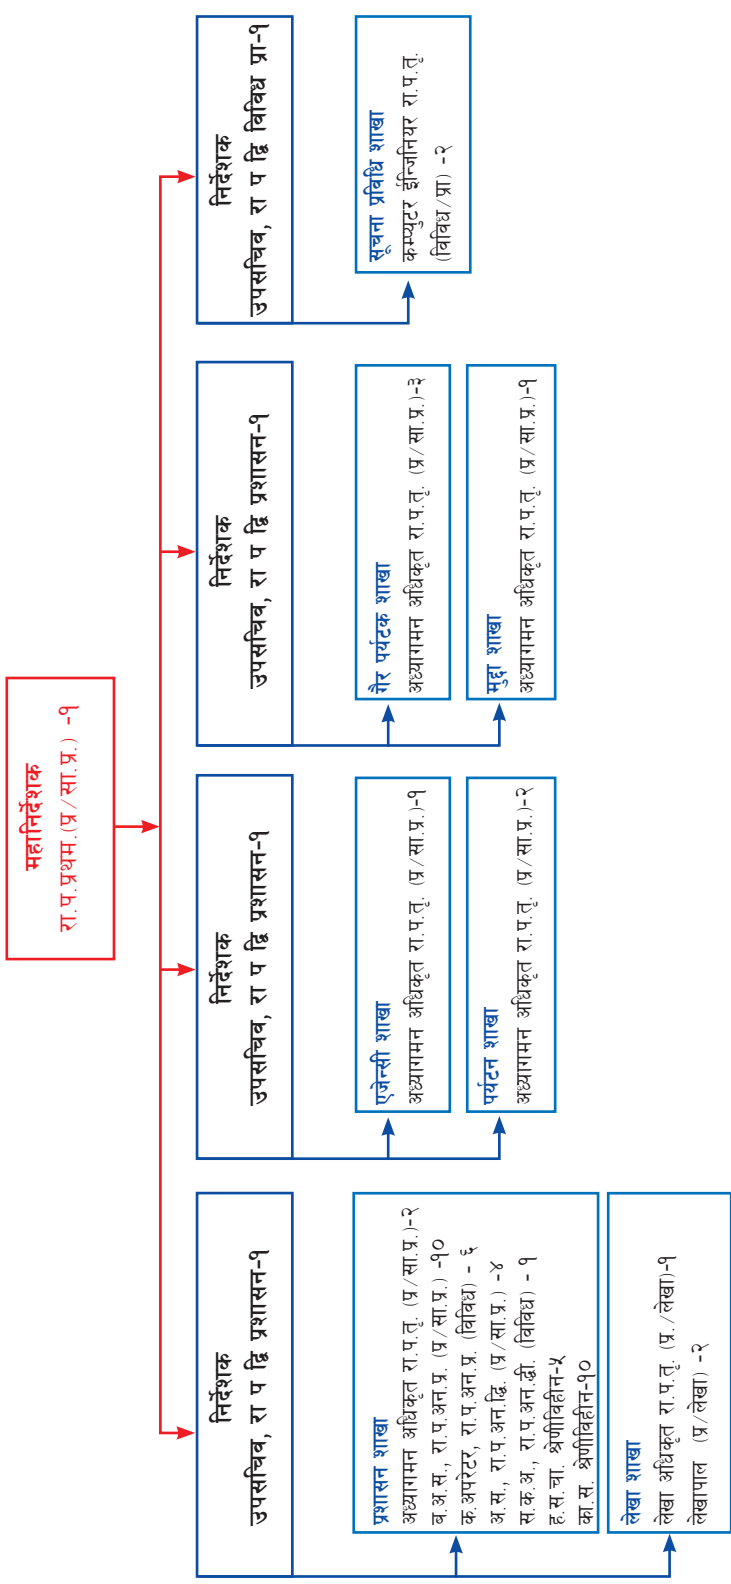 महानिर्देशक
रा.प.प्रथम.(प्र/सा.प्र.) -१
निर्देशक
उपसचिव, रा प द्वि प्रशासन-१
प्रशासन शाखा
अध्यागमन अधिकृत रा.प.तृ. (प्र/सा.प्र.)-२
ब.अ.स., रा.प.अन.प्र. (प्र/सा.प्र.) -१०
क.अपरेटर, रा.प.अन.प्र. (विविध) - ६
अ.स., रा.प.अन.द्धि. (प्र/सा.प्र.) -४
स.क.अ., रा.प.अन.द्धी. (विविध) - १
ह.स.चा. श्रेणीविहीन-५
का.स. श्रेणीविहीन-१०
लेखा शाखा
लेखा अधिकृत रा.प.तृ. (प्र./लेखा)-१
लेखापाल (प्र/लेखा) -२
निर्देशक
उपसचिव, रा प द्वि प्रशासन-१
एजेन्सी शाखा
अध्यागमन अधिकृत रा.प.तृ. (प्र/सा.प्र.)-१
पर्यटन शाखा
अध्यागमन अधिकृत रा.प.तृ. (प्र/सा.प्र.)-२
निर्देशक
उपसचिव, रा प द्वि प्रशासन-१
गैर पर्यटक शाखा
अध्यागमन अधिकृत रा.प.तृ. (प्र/सा.प्र.)-३
मुद्दा शाखा
अध्यागमन अधिकृत रा.प.तृ. (प्र/सा.प्र.)-१
निर्देशक
उपसचिव, रा प द्वि विविध प्रा-१
सूचना प्रविधि शाखा
कम्प्युटर ईन्जिनियर रा.प.तृ.
(विविध/प्रा) -२